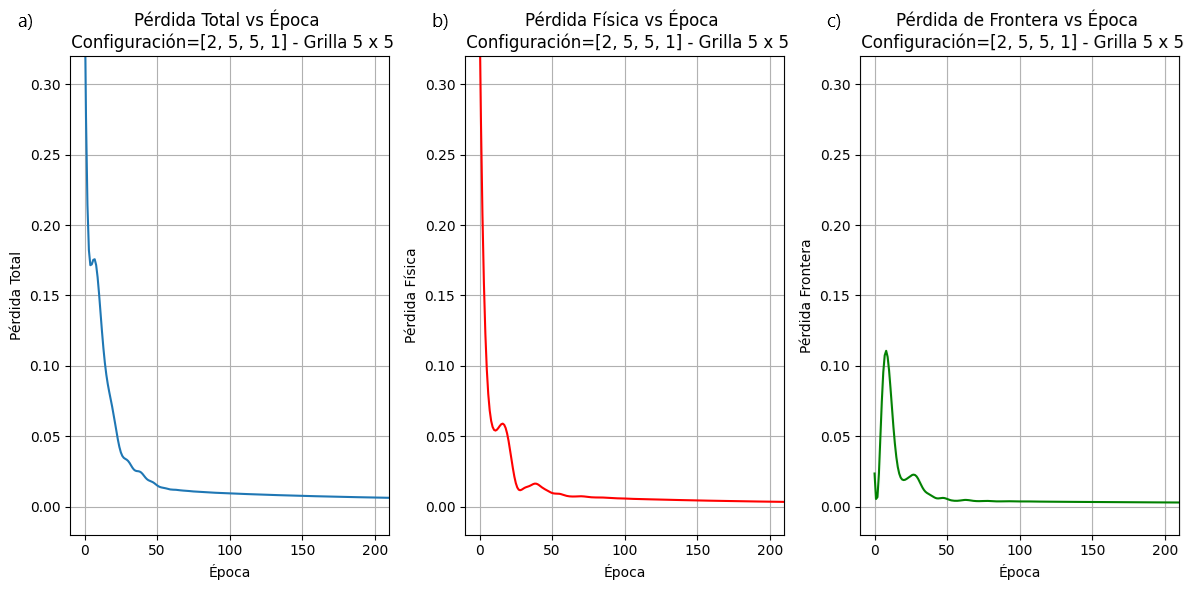 a)
Pérdida Total vs Época
Configuración=[2, 5, 5, 1] - Grilla 5 x 5
0.30
0.25
0.20
0.15
0.10
0.05
0.00
Pérdida Total
0 50 100 150 200
Época
b)
Pérdida Física vs Época
Configuración=[2, 5, 5, 1] - Grilla 5 x 5
0.30
0.25
0.20
0.15
0.10
0.05
0.00
Pérdida Física
0 50 100 150 200
Época
c)
Pérdida de Frontera vs Época
Configuración=[2, 5, 5, 1] - Grilla 5 x 5
0.30
0.25
0.20
0.15
0.10
0.05
0.00
Pérdida Frontera
0 50 100 150 200
Época